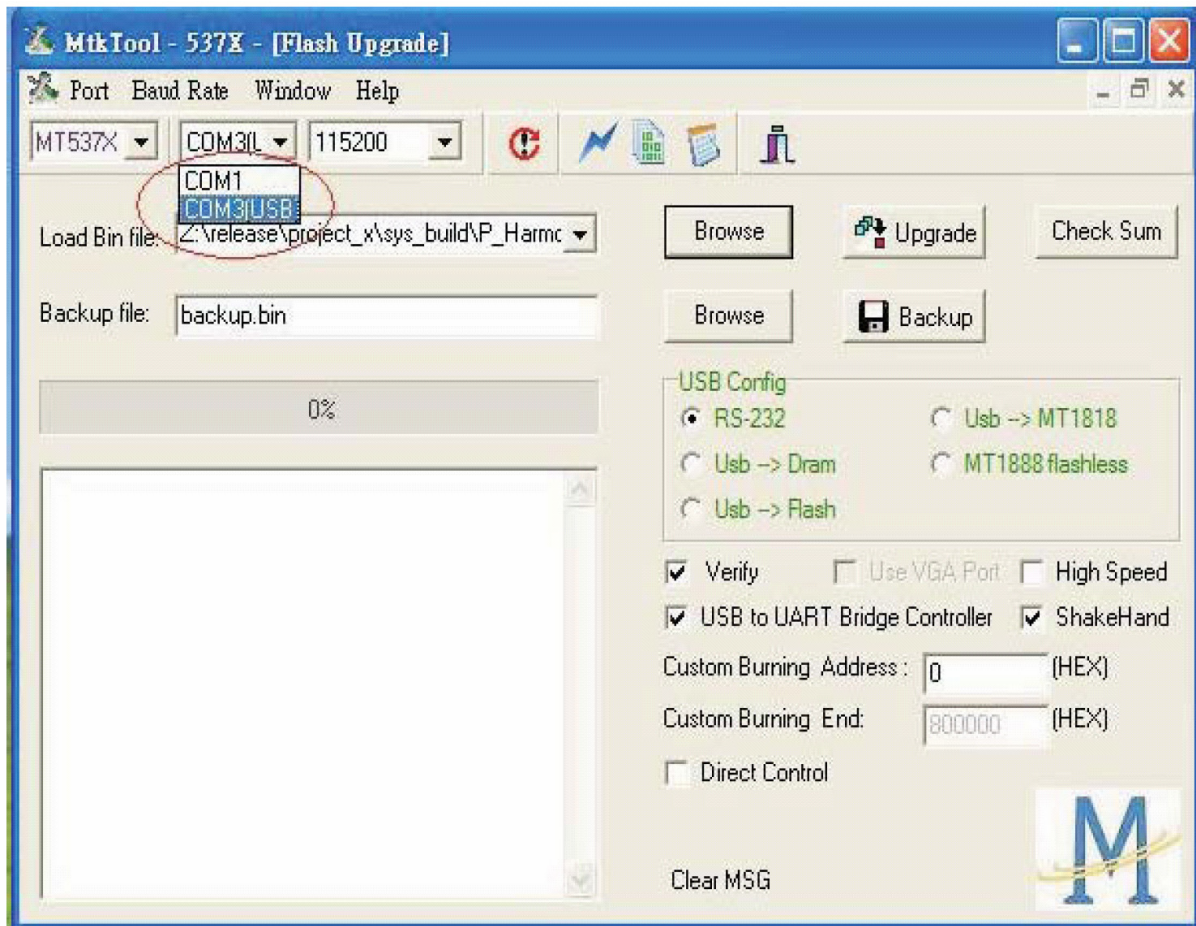 MtkTool - 537X - [Flash Upgrade]
Port Baud Rate Window Help
MT537X COM3(L 115200
COM1
COM3(USB
Load Bin file: Z:\release\project_x\sys_build\P_Harmc Browse Upgrade Check Sum
Backup file: backup.bin Browse Backup
0%
USB Config
RS-232 Usb --> MT1818
Usb --> Dram MT1888 flashless
Usb --> Flash
Verify Use VGA Port High Speed
USB to UART Bridge Controller ShakeHand
Custom Burning Address : 0 (HEX)
Custom Burning End: 800000 (HEX)
Direct Control
Clear MSG
M